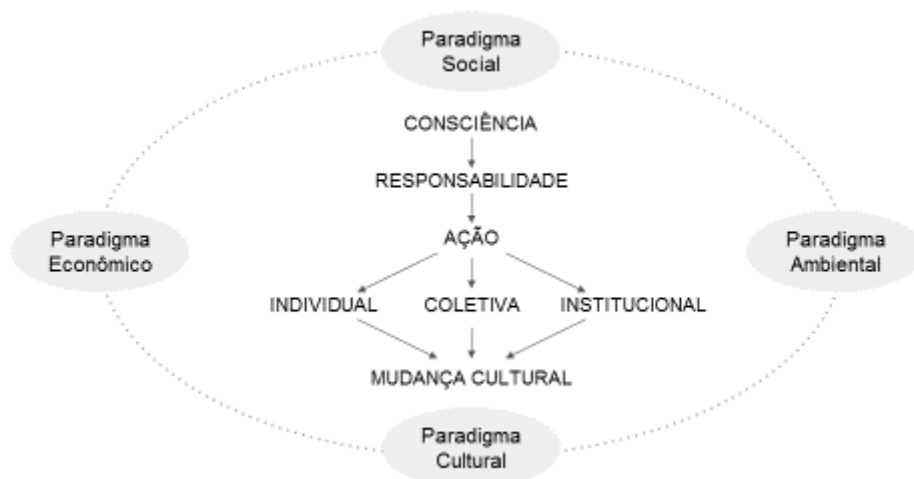 Paradigma
Social
CONSCIÊNCIA
RESPONSABILIDADE
AÇÃO
Paradigma
Econômico
Paradigma
Ambiental
INDIVIDUAL
COLETIVA
INSTITUCIONAL
MUDANÇA CULTURAL
Paradigma
Cultural